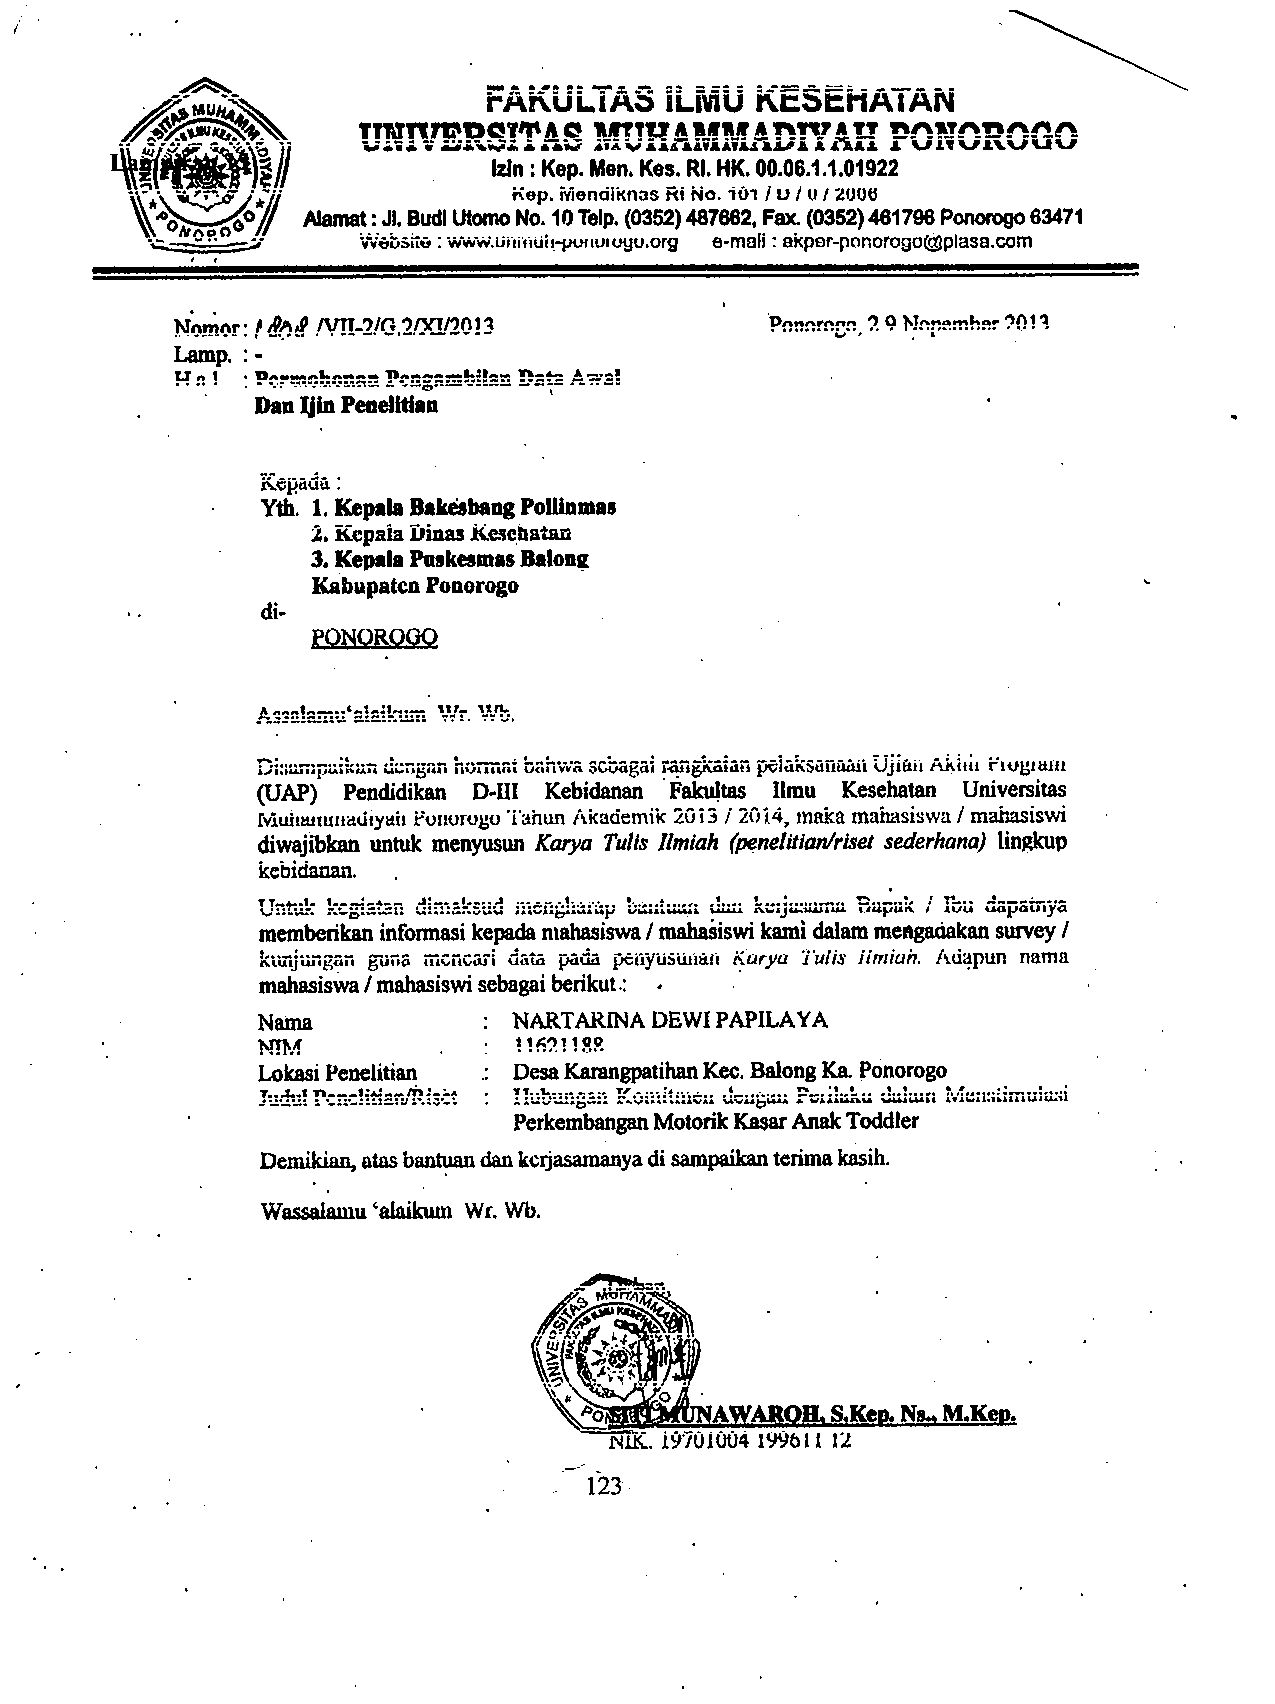 FAKULTAS ILMU KESEHATAN
UNIVERSITAS MUHAMMADIYAH PONOROGO
Izin : Kep. Men. Kes. RI. HK. 00.06.1.1.01922
Kep. Mendiknas RI No. 101 / D / 0 / 2006
Alamat : Jl. Budi Utomo No. 10 Telp. (0352) 487662, Fax. (0352) 461796 Ponorogo 63471
Website : www.unmuh-ponorogo.org e-mail : akper-ponorogo@plasa.com
UNIVERSITAS MUHAMMADIYAH
PONOROGO
Nomor : /VII-2/G.2/XI/2013 Ponorogo, 29 Nopember 2013
Lamp. : -
H a l : Permohonan Pengambilan Data Awal
Dan Ijin Penelitian
Kepada :
Yth. 1. Kepala Bakesbang Pollinmas
2. Kepala Dinas Kesehatan
3. Kepala Puskesmas Balong
Kabupaten Ponorogo
di-
PONOROGO
Assalamu‘alaikum Wr. Wb.
Disampaikan dengan hormat bahwa sebagai rangkaian pelaksanaan Ujian Akhir Program
(UAP) Pendidikan D-III Kebidanan Fakultas Ilmu Kesehatan Universitas
Muhammadiyah Ponorogo Tahun Akademik 2013 / 2014, maka mahasiswa / mahasiswi
diwajibkan untuk menyusun Karya Tulis Ilmiah (penelitian/riset sederhana) lingkup
kebidanan.
Untuk kegiatan dimaksud mengharap bantuan dan kerjasama Bapak / Ibu dapatnya
memberikan informasi kepada mahasiswa / mahasiswi kami dalam mengadakan survey /
kunjungan guna mencari data pada penyusunan Karya Tulis Ilmiah. Adapun nama
mahasiswa / mahasiswi sebagai berikut :
Nama : NARTARINA DEWI PAPILAYA
NIM : 11621188
Lokasi Penelitian : Desa Karangpatihan Kec. Balong Ka. Ponorogo
Judul Penelitian/Riset : Hubungan Komitmen dengan Perilaku dalam Menstimulasi
Perkembangan Motorik Kasar Anak Toddler
Demikian, atas bantuan dan kerjasamanya di sampaikan terima kasih.
Wassalamu ‘alaikum Wr. Wb.
UNIVERSITAS MUHAMMAD
PONOROGO
SITI MUNAWAROH, S.Kep. Ns., M.Kep.
NIK. 19701004 199611 12
123